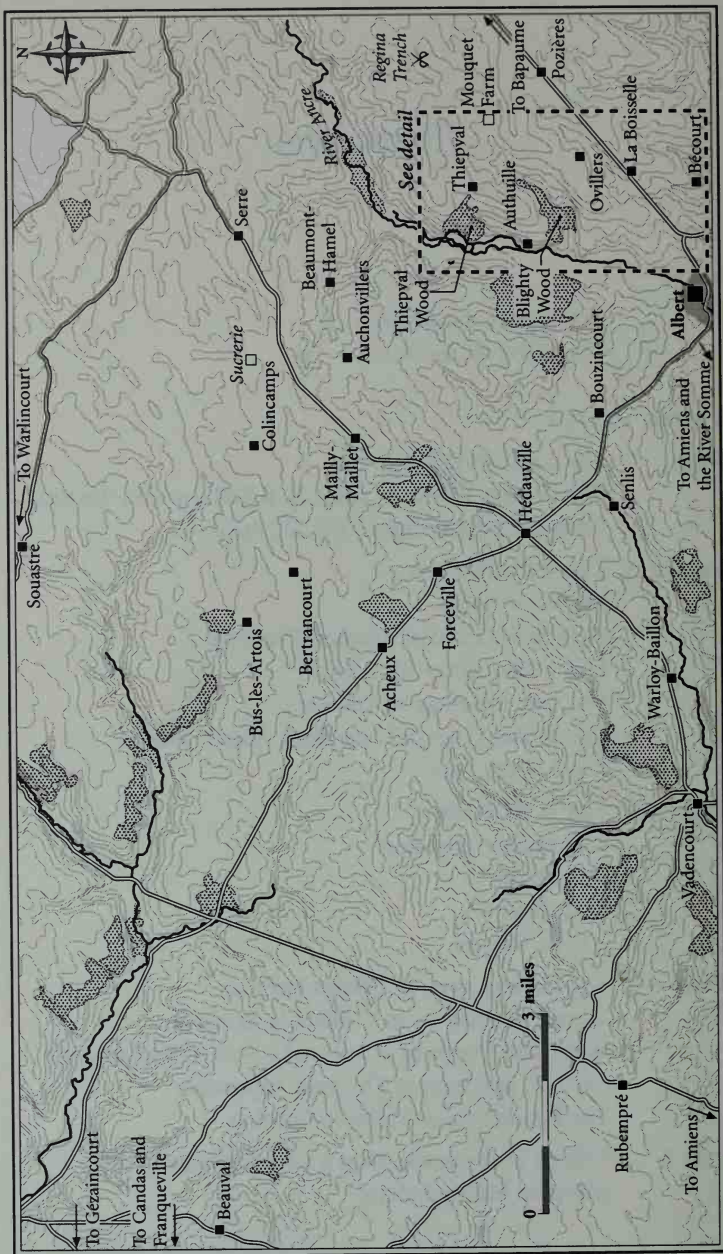 N
To Gézaincourt
To Candas and
Franqueville
Beauval
Souastre
To Warlincourt
Bus-lès-Artois
Bertrancourt
Colincamps
Sucrerie
Serre
Beaumont-
Hamel
Auchonvillers
Mailly-
Maillet
Acheux
Forceville
Hédauville
River Ancre
Regina
Trench
Mouquet
Farm
To Bapaume
Pozières
See detail
Thiepval
Thiepval
Wood
Authuille
Blighty
Wood
Ovillers
La Boisselle
Bécourt
Albert
Bouzincourt
Senlis
To Amiens and
the River Somme
Warloy-Baillon
Vadencourt
0
3 miles
Rubempré
To Amiens